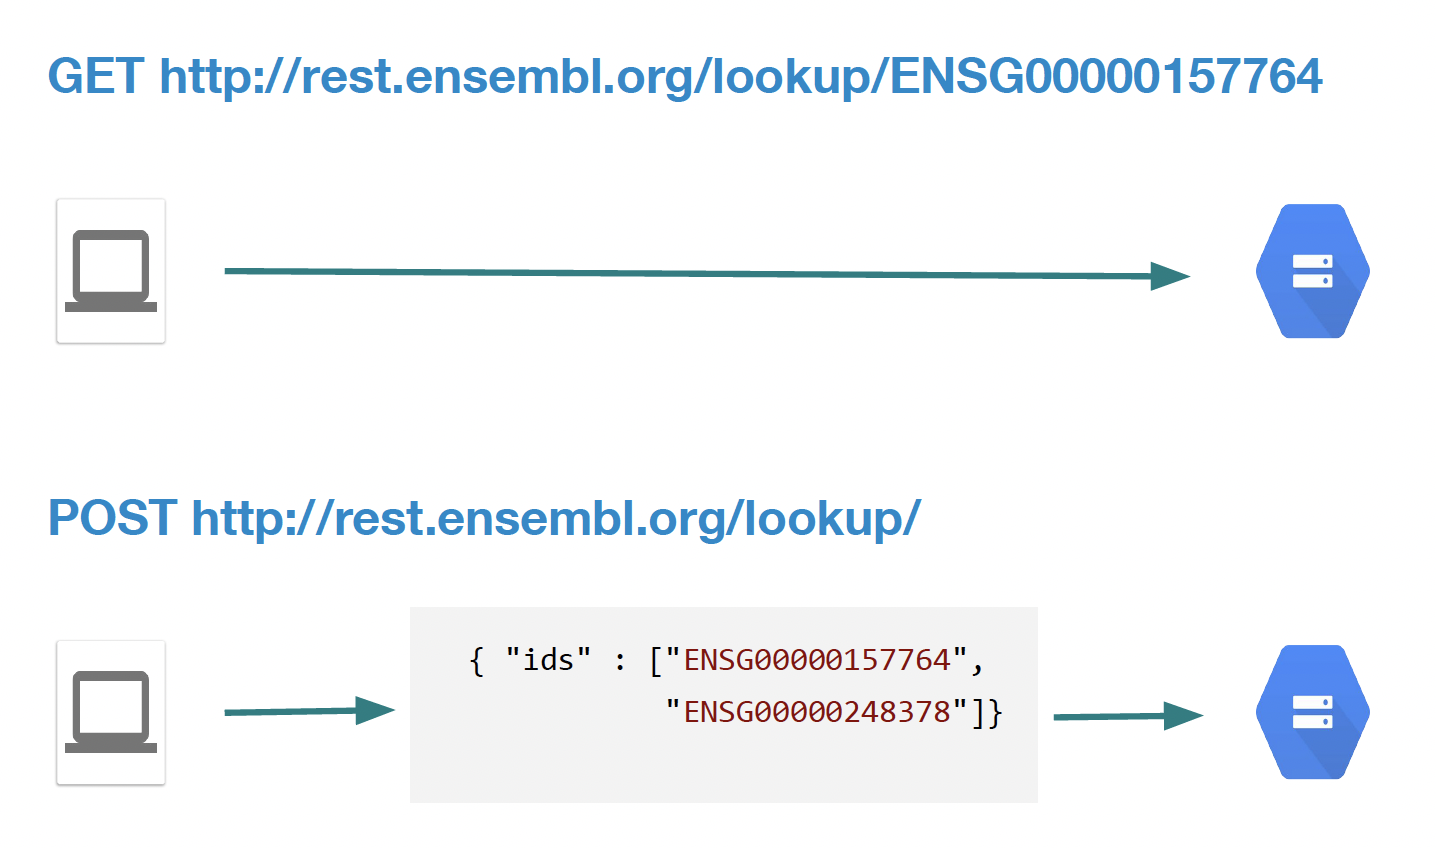 GET http://rest.ensembl.org/lookup/ENSG00000157764
POST http://rest.ensembl.org/lookup/
{ "ids" : ["ENSG00000157764",
"ENSG00000248378"]}